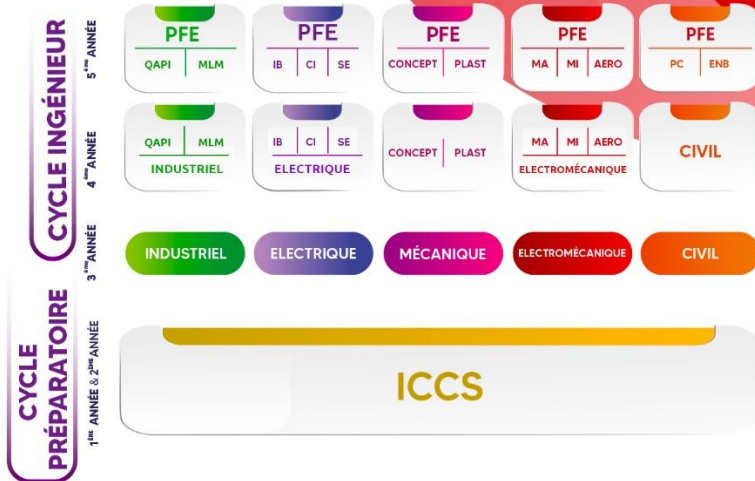 CYCLE INGÉNIEUR
5ème ANNÉE
PFE
QAPI MLM
PFE
IB CI SE
PFE
CONCEPT PLAST
PFE
MA MI AERO
PFE
PC ENB
4ème ANNÉE
QAPI MLM
INDUSTRIEL
IB CI SE
ELECTRIQUE
CONCEPT PLAST
MA MI AERO
ELECTROMÉCANIQUE
CIVIL
3ème ANNÉE
INDUSTRIEL
ELECTRIQUE
MÉCANIQUE
ELECTROMÉCANIQUE
CIVIL
CYCLE
PRÉPARATOIRE
1ère ANNÉE & 2ème ANNÉE
ICCS